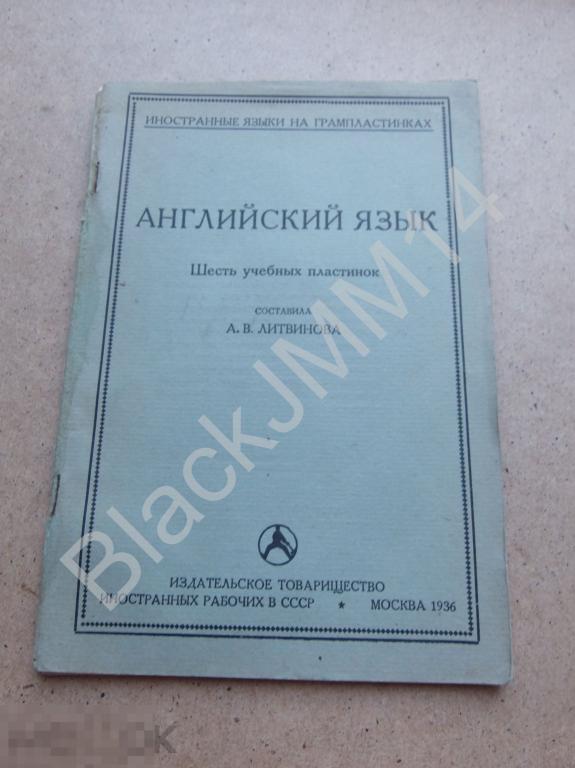 ИНОСТРАННЫЕ ЯЗЫКИ НА ГРАМПЛАСТИНКАХ
АНГЛИЙСКИЙ ЯЗЫК
Шесть учебных пластинок
СОСТАВИЛА
А. В. ЛИТВИНОВА
ИЗДАТЕЛЬСКОЕ ТОВАРИЩЕСТВО
ИНОСТРАННЫХ РАБОЧИХ В СССР ★ МОСКВА 1936
BlackJMM14